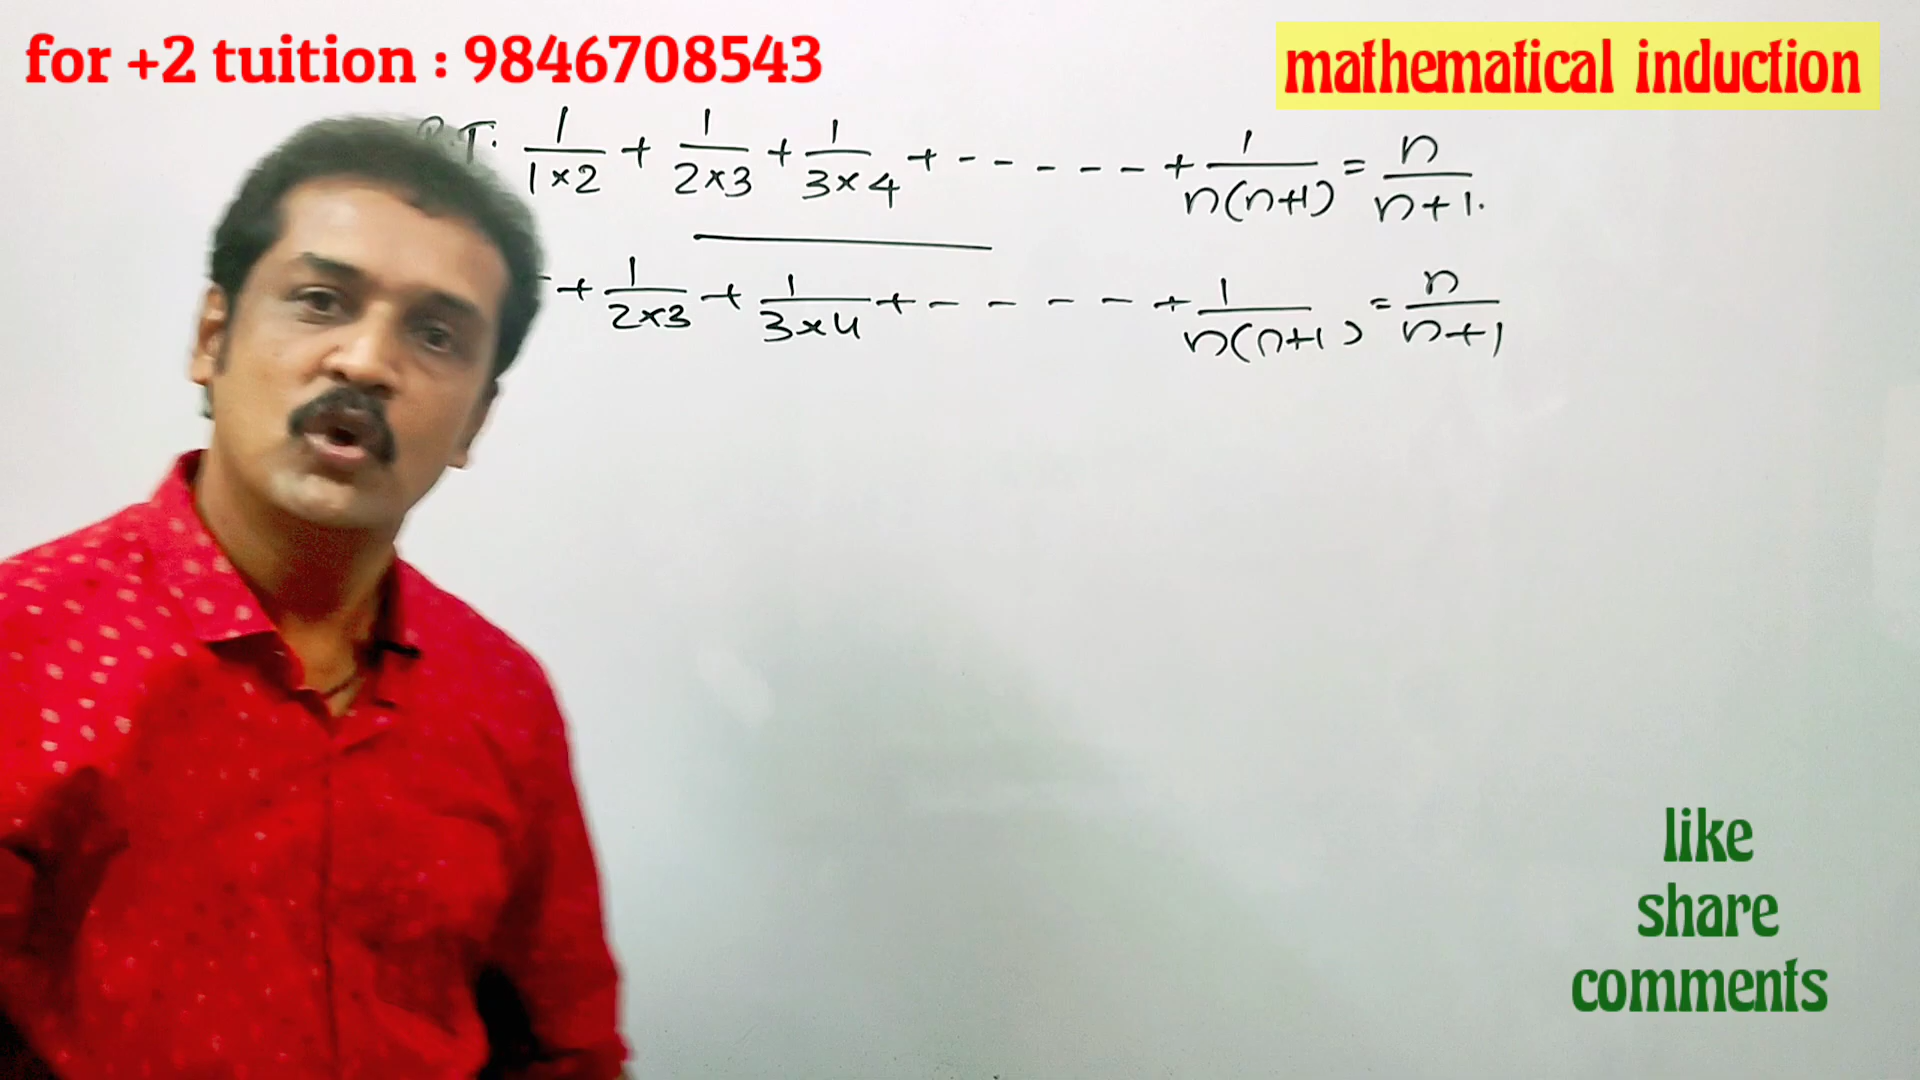 for +2 tuition : 9846708543
mathematical induction
P.T. 1/(1×2) + 1/(2×3) + 1/(3×4) + ------ + 1/(n(n+1)) = n/(n+1).
+ 1/(2×3) + 1/(3×4) + ----- + 1/(n(n+1)) = n/(n+1)
like
share
comments